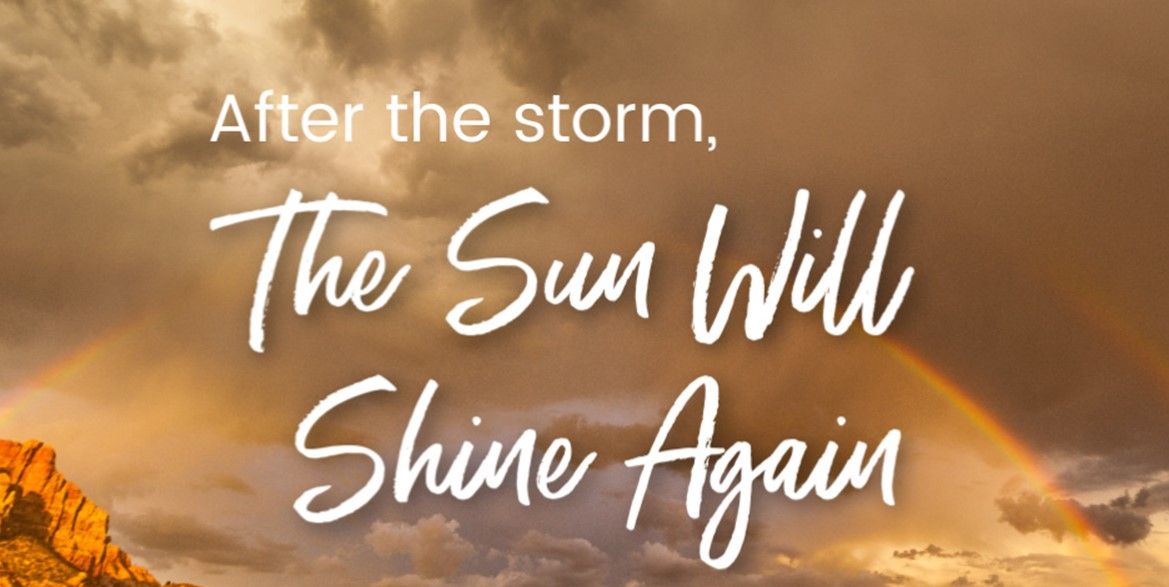 After the storm,
The Sun Will
Shine Again